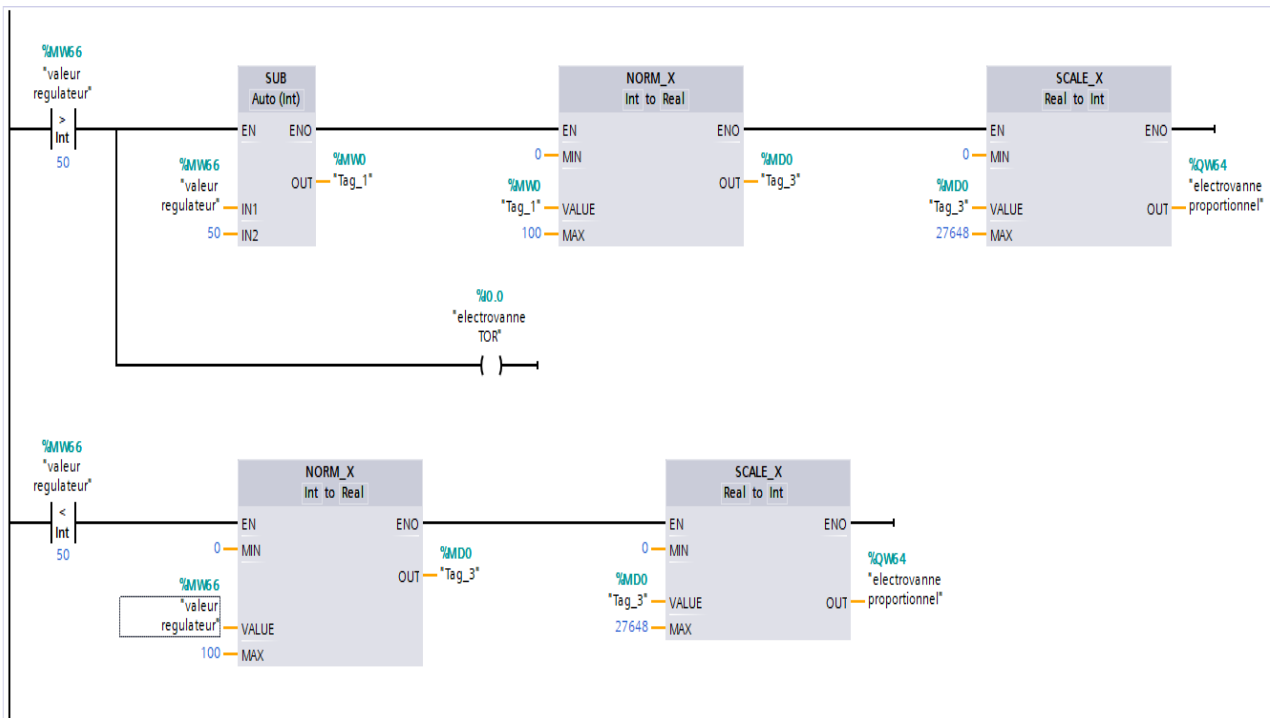 %MW66
"valeur
regulateur"
>
Int
50
SUB
Auto (Int)
EN ENO
%MW66
"valeur
regulateur"
IN1
50 IN2
OUT
%MW0
"Tag_1"
NORM_X
Int to Real
EN ENO
0 MIN
%MW0
"Tag_1" VALUE
100 MAX
OUT
%MD0
"Tag_3"
SCALE_X
Real to Int
EN ENO
0 MIN
%MD0
"Tag_3" VALUE
27648 MAX
OUT
%QW64
"electrovanne
proportionnel"
%I0.0
"electrovanne
TOR"
%MW66
"valeur
regulateur"
<
Int
50
NORM_X
Int to Real
EN ENO
0 MIN
%MW66
"valeur
regulateur" VALUE
100 MAX
OUT
%MD0
"Tag_3"
SCALE_X
Real to Int
EN ENO
0 MIN
%MD0
"Tag_3" VALUE
27648 MAX
OUT
%QW64
"electrovanne
proportionnel"